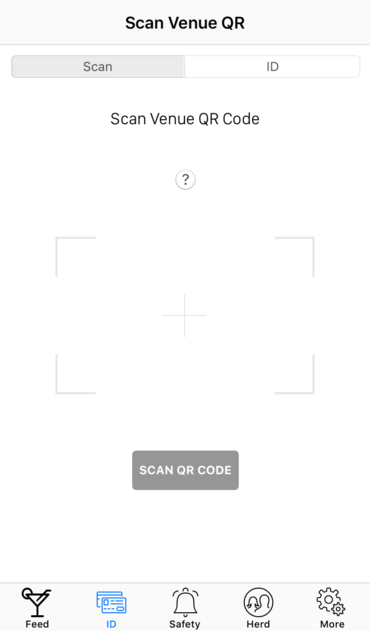 Scan Venue QR
Scan ID
Scan Venue QR Code
?
SCAN QR CODE
Feed ID Safety Herd More